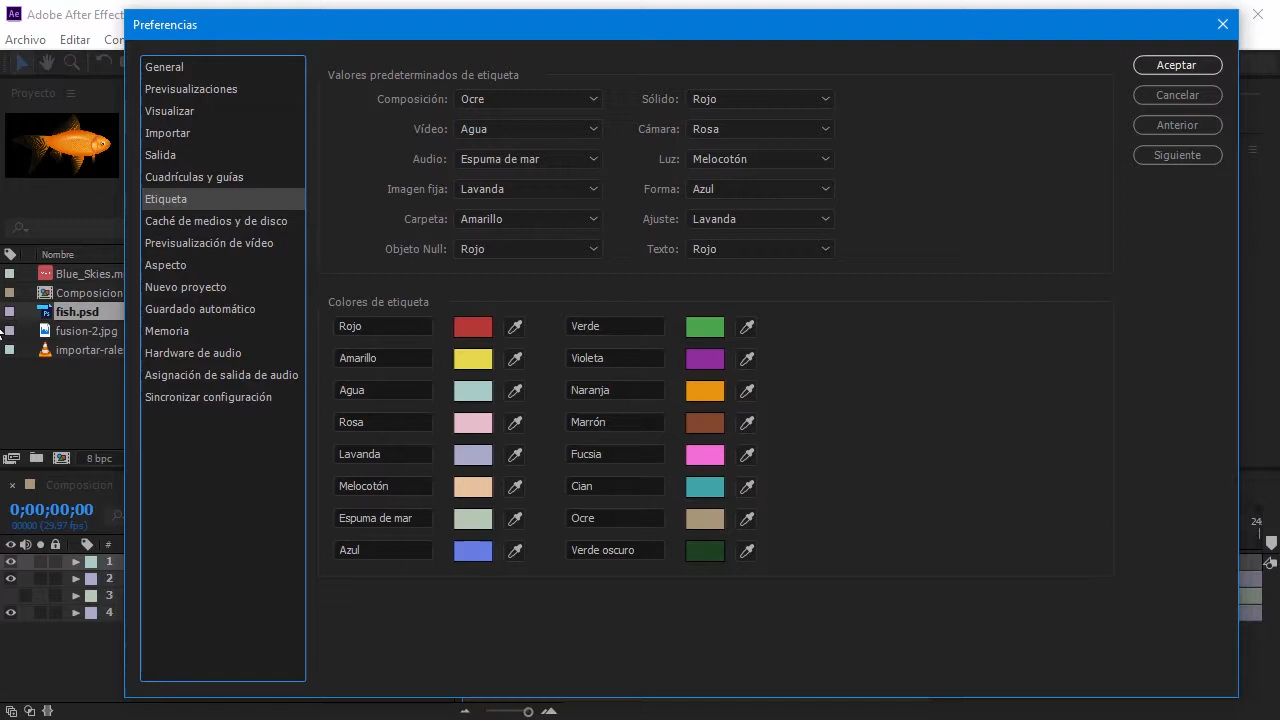 Ae Adobe After Effect
Archivo Editar Con
Proyecto
Nombre
Blue_Skies.m
Composicion
fish.psd
fusion-2.jpg
importar-rale
8 bpc
Composicion
0;00;00;00
00000 (29.97 fps)
#
1
2
3
4
Preferencias
General
Previsualizaciones
Visualizar
Importar
Salida
Cuadrículas y guías
Etiqueta
Caché de medios y de disco
Previsualización de vídeo
Aspecto
Nuevo proyecto
Guardado automático
Memoria
Hardware de audio
Asignación de salida de audio
Sincronizar configuración
Valores predeterminados de etiqueta
Composición: Ocre Sólido: Rojo
Vídeo: Agua Cámara: Rosa
Audio: Espuma de mar Luz: Melocotón
Imagen fija: Lavanda Forma: Azul
Carpeta: Amarillo Ajuste: Lavanda
Objeto Null: Rojo Texto: Rojo
Colores de etiqueta
Rojo Verde
Amarillo Violeta
Agua Naranja
Rosa Marrón
Lavanda Fucsia
Melocotón Cian
Espuma de mar Ocre
Azul Verde oscuro
Aceptar
Cancelar
Anterior
Siguiente
24